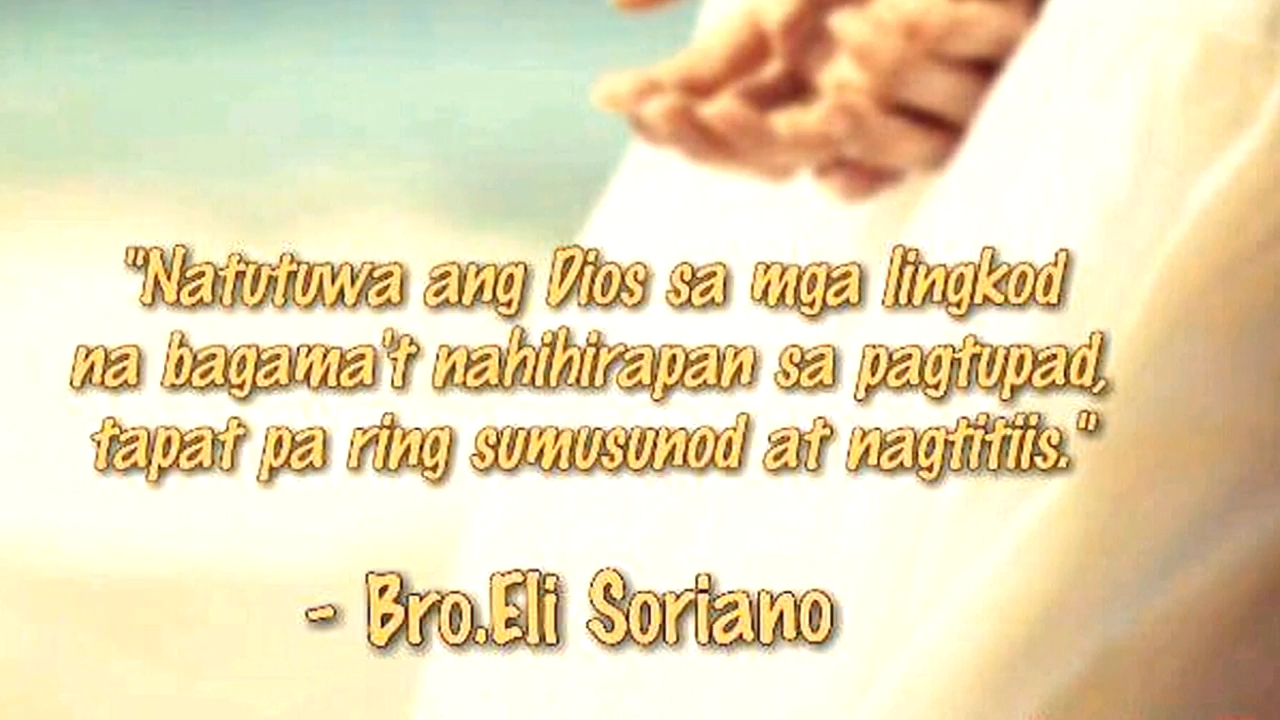 "Natutuwa ang Dios sa mga lingkod
na bagama't nahihirapan sa pagtupad,
tapat pa ring sumusunod at nagtitiis."
- Bro.Eli Soriano